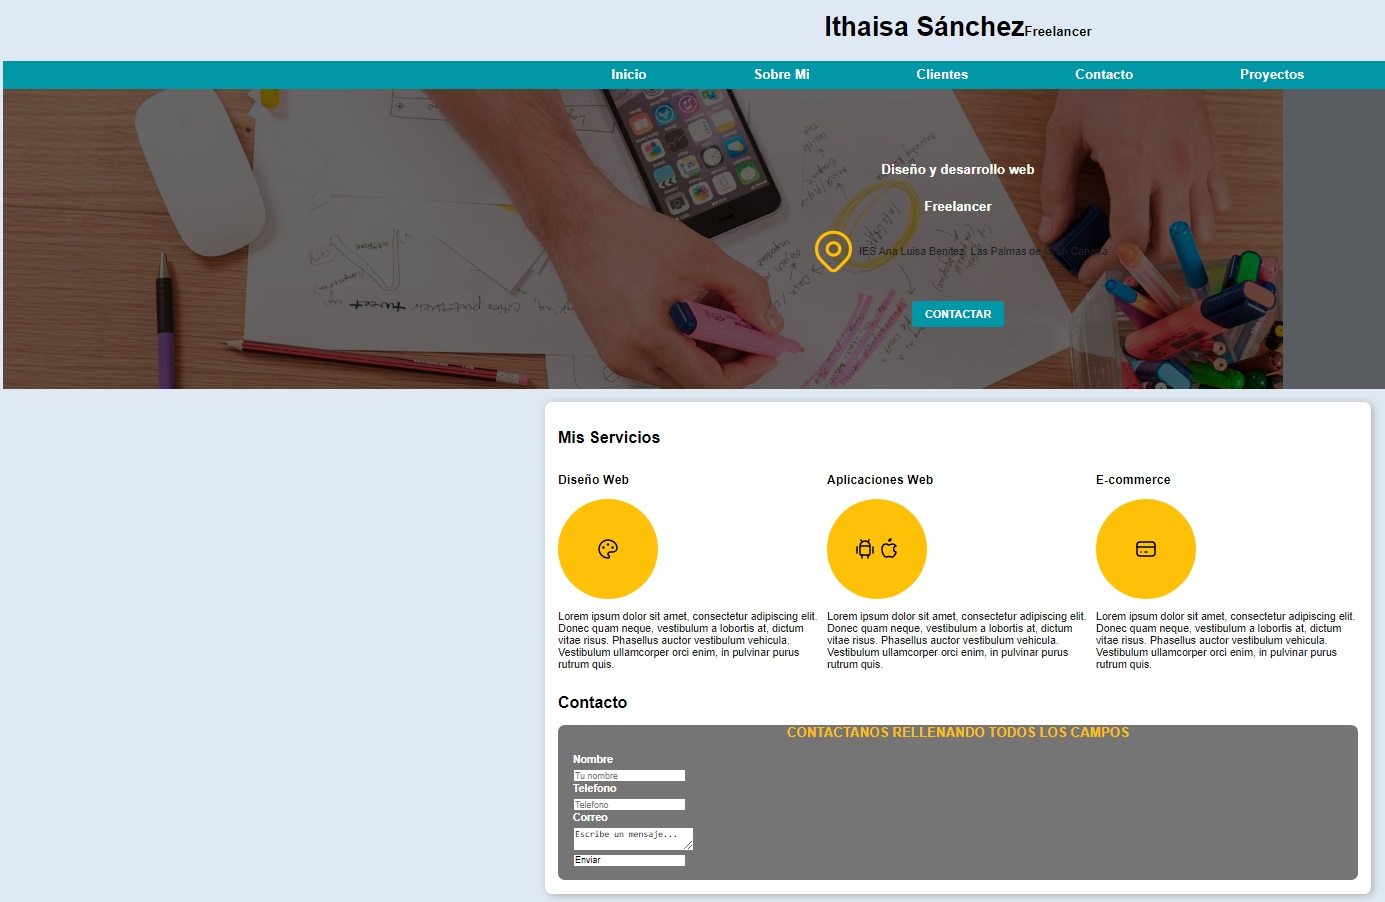 Ithaisa SánchezFreelancer
Inicio Sobre Mi Clientes Contacto Proyectos
Diseño y desarrollo web
Freelancer
IES Ana Luisa Benítez, Las Palmas de Gran Canaria
CONTACTAR
Mis Servicios
Diseño Web
Lorem ipsum dolor sit amet, consectetur adipiscing elit.
Donec quam neque, vestibulum a lobortis at, dictum
vitae risus. Phasellus auctor vestibulum vehicula.
Vestibulum ullamcorper orci enim, in pulvinar purus
rutrum quis.
Aplicaciones Web
Lorem ipsum dolor sit amet, consectetur adipiscing elit.
Donec quam neque, vestibulum a lobortis at, dictum
vitae risus. Phasellus auctor vestibulum vehicula.
Vestibulum ullamcorper orci enim, in pulvinar purus
rutrum quis.
E-commerce
Lorem ipsum dolor sit amet, consectetur adipiscing elit.
Donec quam neque, vestibulum a lobortis at, dictum
vitae risus. Phasellus auctor vestibulum vehicula.
Vestibulum ullamcorper orci enim, in pulvinar purus
rutrum quis.
Contacto
CONTACTANOS RELLENANDO TODOS LOS CAMPOS
Nombre
Tu nombre
Telefono
Telefono
Correo
Escribe un mensaje...
Enviar